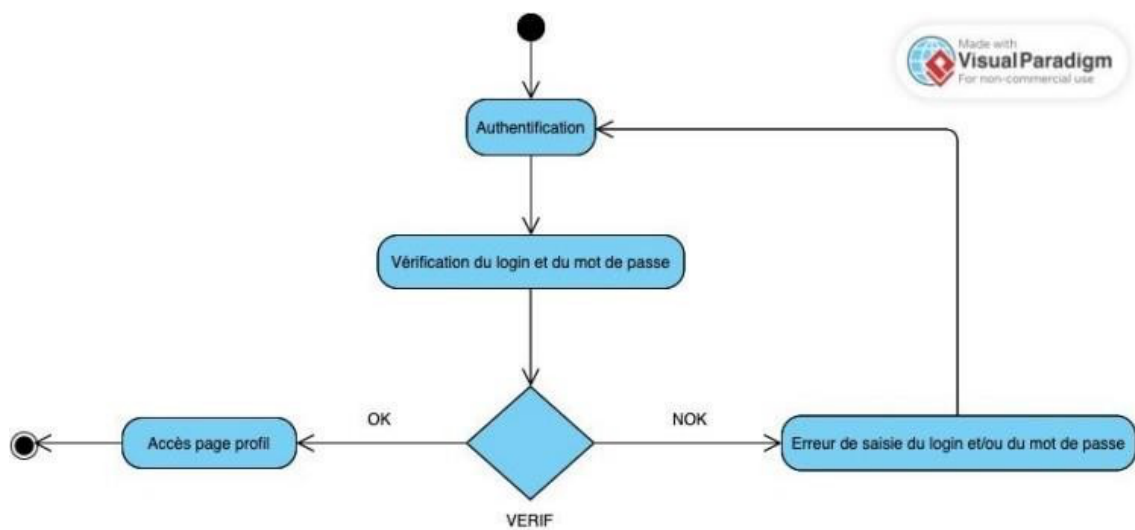 Made with
Visual Paradigm
For non-commercial use
Authentification
Vérification du login et du mot de passe
OK
NOK
Accès page profil
Erreur de saisie du login et/ou du mot de passe
VERIF